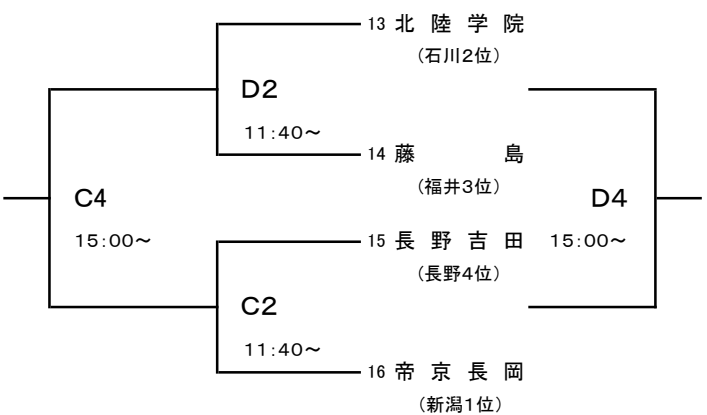 13 北 陸 学 院
(石川2位)
D2
11:40～
14 藤 島
(福井3位)
C4
15:00～
D4
15:00～
15 長 野 吉 田
(長野4位)
C2
11:40～
16 帝 京 長 岡
(新潟1位)